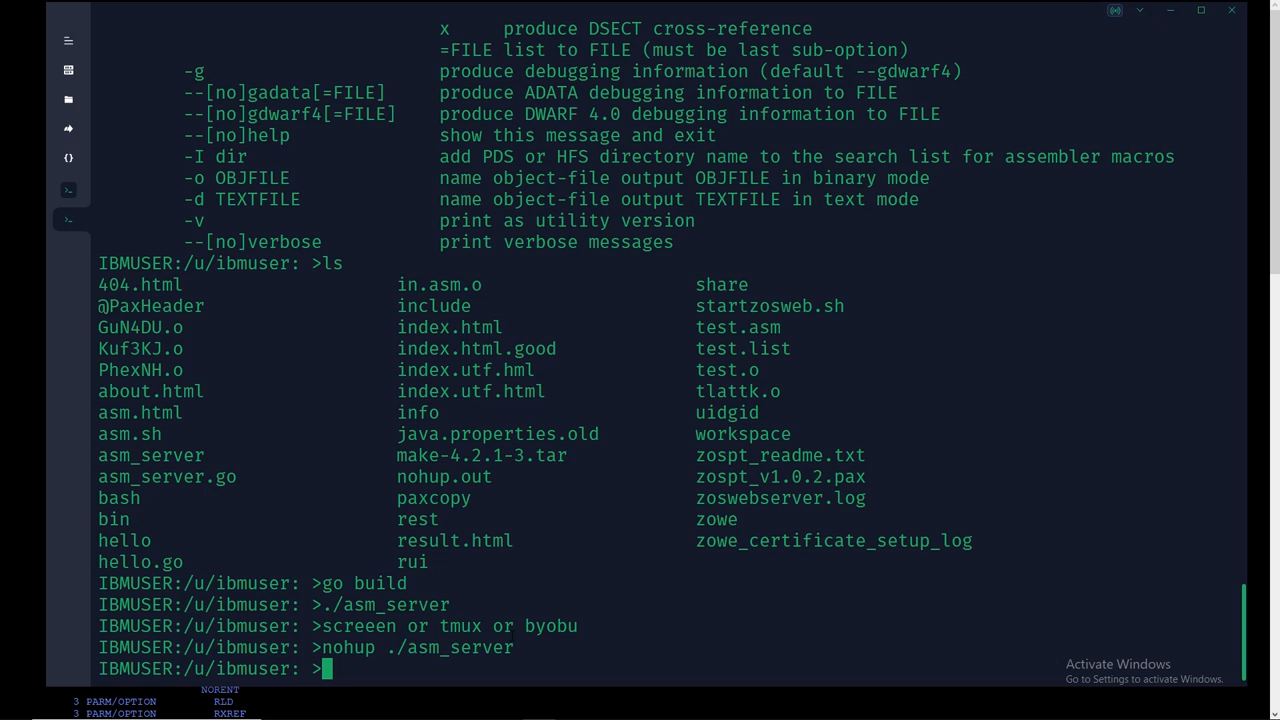 x     produce DSECT cross-reference
=FILE list to FILE (must be last sub-option)
-g     produce debugging information (default --gdwarf4)
--[no]gadata[=FILE]     produce ADATA debugging information to FILE
--[no]gdwarf4[=FILE]     produce DWARF 4.0 debugging information to FILE
--[no]help     show this message and exit
-I dir     add PDS or HFS directory name to the search list for assembler macros
-o OBJFILE     name object-file output OBJFILE in binary mode
-d TEXTFILE     name object-file output TEXTFILE in text mode
-v     print as utility version
--[no]verbose     print verbose messages
IBMUSER:/u/ibmuser: >ls
404.html     in.asm.o     share
@PaxHeader     include     startzosweb.sh
GuN4DU.o     index.html     test.asm
Kuf3KJ.o     index.html.good     test.list
PhexNH.o     index.utf.hml     test.o
about.html     index.utf.html     tlattk.o
asm.html     info     uidgid
asm.sh     java.properties.old     workspace
asm_server     make-4.2.1-3.tar     zospt_readme.txt
asm_server.go     nohup.out     zospt_v1.0.2.pax
bash     paxcopy     zoswebserver.log
bin     rest     zowe
hello     result.html     zowe_certificate_setup_log
hello.go     rui
IBMUSER:/u/ibmuser: >go build
IBMUSER:/u/ibmuser: >./asm_server
IBMUSER:/u/ibmuser: >screeen or tmux or byobu
IBMUSER:/u/ibmuser: >nohup ./asm_server
IBMUSER:/u/ibmuser: >
Activate Windows
Go to Settings to activate Windows.
NORENT
3 PARM/OPTION     RLD
3 PARM/OPTION     RXREF